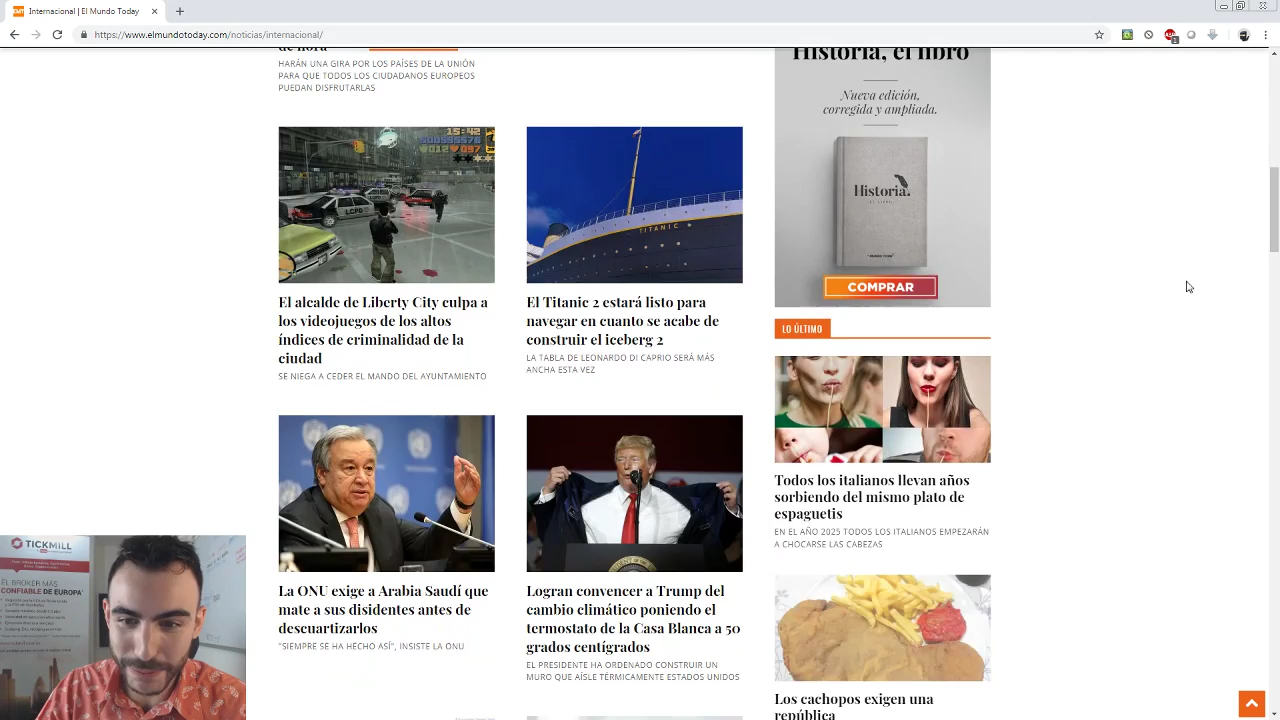 Internacional | El Mundo Today
https://www.elmundotoday.com/noticias/internacional/
de hora
HARÁN UNA GIRA POR LOS PAÍSES DE LA UNIÓN
PARA QUE TODOS LOS CIUDADANOS EUROPEOS
PUEDAN DISFRUTARLAS
15:42
LCPD
TITANIC
El alcalde de Liberty City culpa a
los videojuegos de los altos
índices de criminalidad de la
ciudad
SE NIEGA A CEDER EL MANDO DEL AYUNTAMIENTO
El Titanic 2 estará listo para
navegar en cuanto se acabe de
construir el iceberg 2
LA TABLA DE LEONARDO DI CAPRIO SERÁ MÁS
ANCHA ESTA VEZ
La ONU exige a Arabia Saudí que
mate a sus disidentes antes de
descuartizarlos
"SIEMPRE SE HA HECHO ASÍ", INSISTE LA ONU
Logran convencer a Trump del
cambio climático poniendo el
termostato de la Casa Blanca a 50
grados centígrados
EL PRESIDENTE HA ORDENADO CONSTRUIR UN
MURO QUE AÍSLE TÉRMICAMENTE ESTADOS UNIDOS
Historia, el libro
Nueva edición,
corregida y ampliada.
Historia.
EL LIBRO
COMPRAR
LO ÚLTIMO
Todos los italianos llevan años
sorbiendo del mismo plato de
espaguetis
EN EL AÑO 2025 TODOS LOS ITALIANOS EMPEZARÁN
A CHOCARSE LAS CABEZAS
Los cachopos exigen una
república
TICKMILL
EL BROKER MÁS
CONFIABLE DE EUROPA